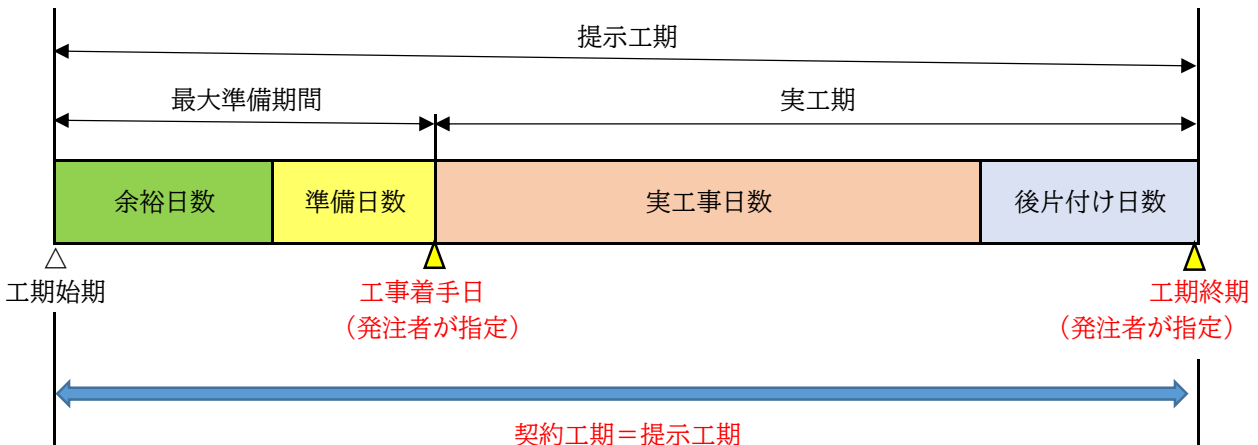 提示工期
最大準備期間
実工期
余裕日数
準備日数
実工事日数
後片付け日数
工期始期
工事着手日
（発注者が指定）
工期終期
（発注者が指定）
契約工期＝提示工期